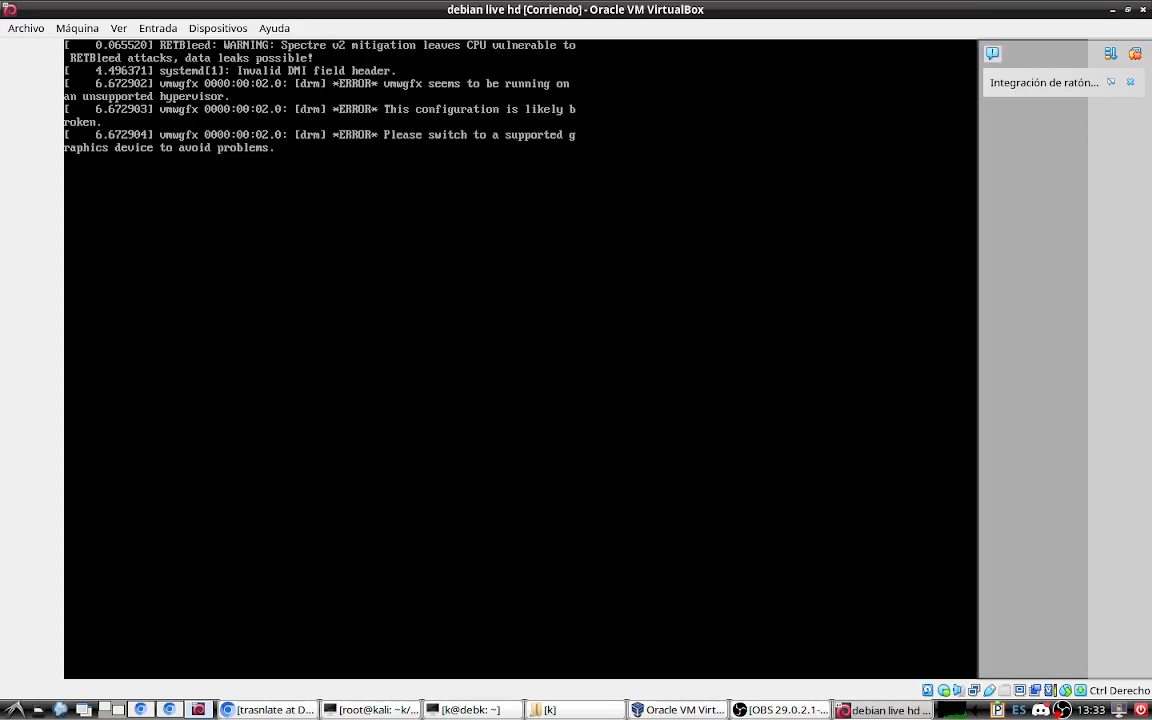 debian live hd [Corriendo] - Oracle VM VirtualBox
Archivo Máquina Ver Entrada Dispositivos Ayuda
[    0.065520] RETBleed: WARNING: Spectre v2 mitigation leaves CPU vulnerable to
 RETBleed attacks, data leaks possible!
[    4.496371] systemd[1]: Invalid DMI field header.
[    6.672902] vmwgfx 0000:00:02.0: [drm] *ERROR* vmwgfx seems to be running on
an unsupported hypervisor.
[    6.672903] vmwgfx 0000:00:02.0: [drm] *ERROR* This configuration is likely b
roken.
[    6.672904] vmwgfx 0000:00:02.0: [drm] *ERROR* Please switch to a supported g
raphics device to avoid problems.
Integración de ratón...
Ctrl Derecho
[trasnlate at D... [root@kali: ~k/... [k@debk: ~] [k] Oracle VM Virt... [OBS 29.0.2.1-... debian live hd ... ES 13:33